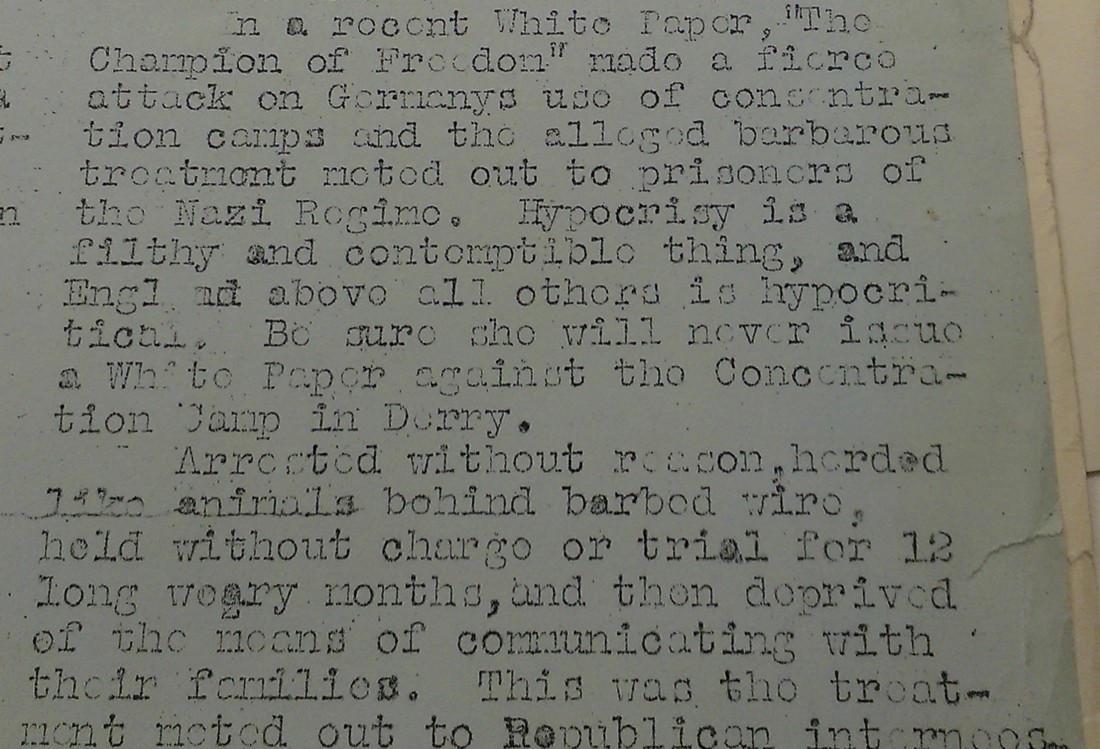 In a recent White Paper,"The
t Champion of Freedom" made a fierce
a attack on Germanys use of concentra-
t- tion camps and the alleged barbarous
treatment meted out to prisoners of
n the Nazi Regime. Hypocrisy is a
filthy and contemptible thing, and
England above all others is hypocri-
tical. Be sure she will never issue
a White Paper against the Concentra-
tion Camp in Derry.
Arrested without reason,herded
like animals behind barbed wire,
held without charge or trial for 12
long weary months,and then deprived
of the means of communicating with
their families. This was the treat-
ment meted out to Republican internees